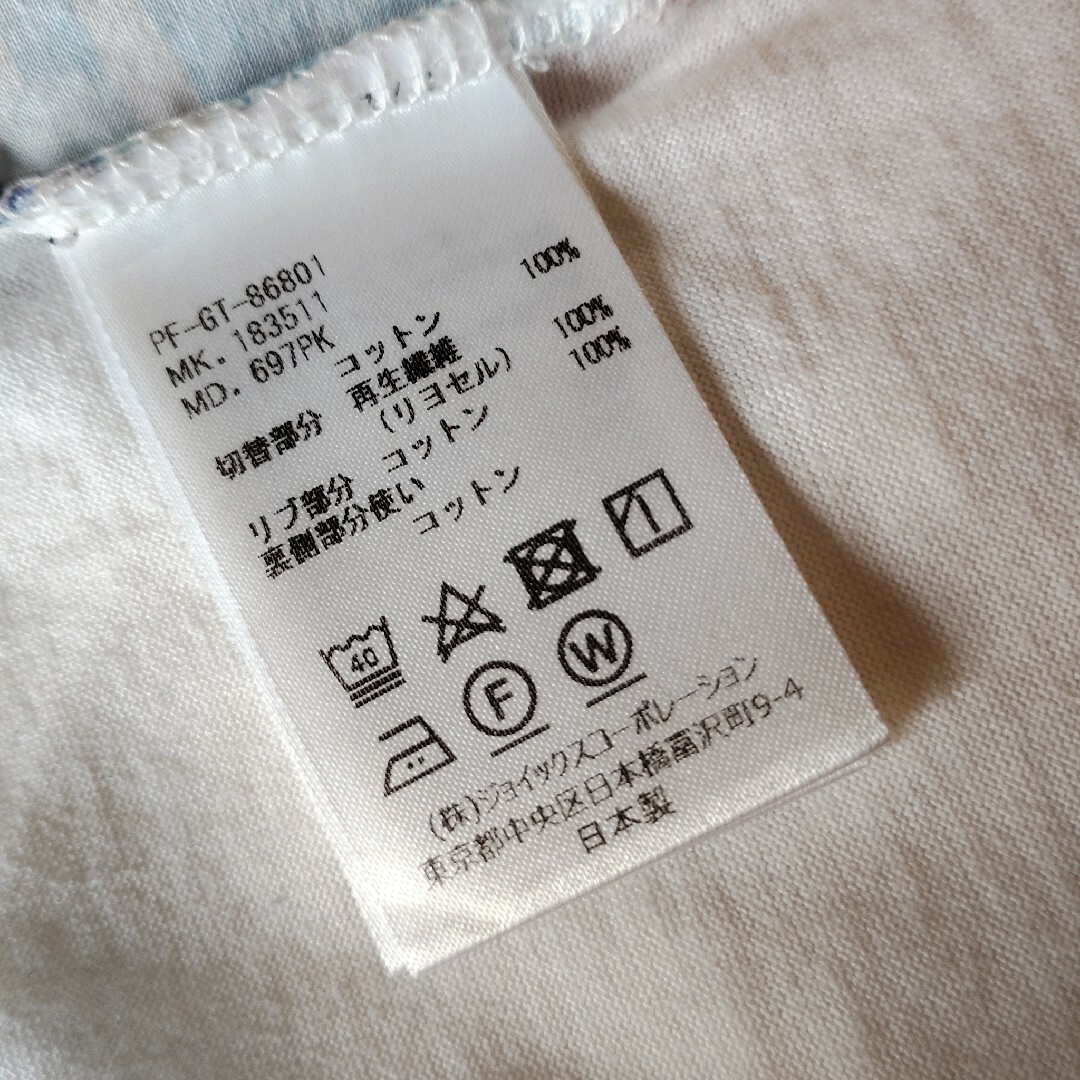 PF-GT-86801
MK. 183511
MD. 697PK
コットン 100%
切替部分 再生繊維
(リヨセル) 100%
リブ部分 コットン 100%
裏側部分使い
コットン
40
F W
(株)ジョイックスコーポレーション
東京都中央区日本橋富沢町9-4
日本製